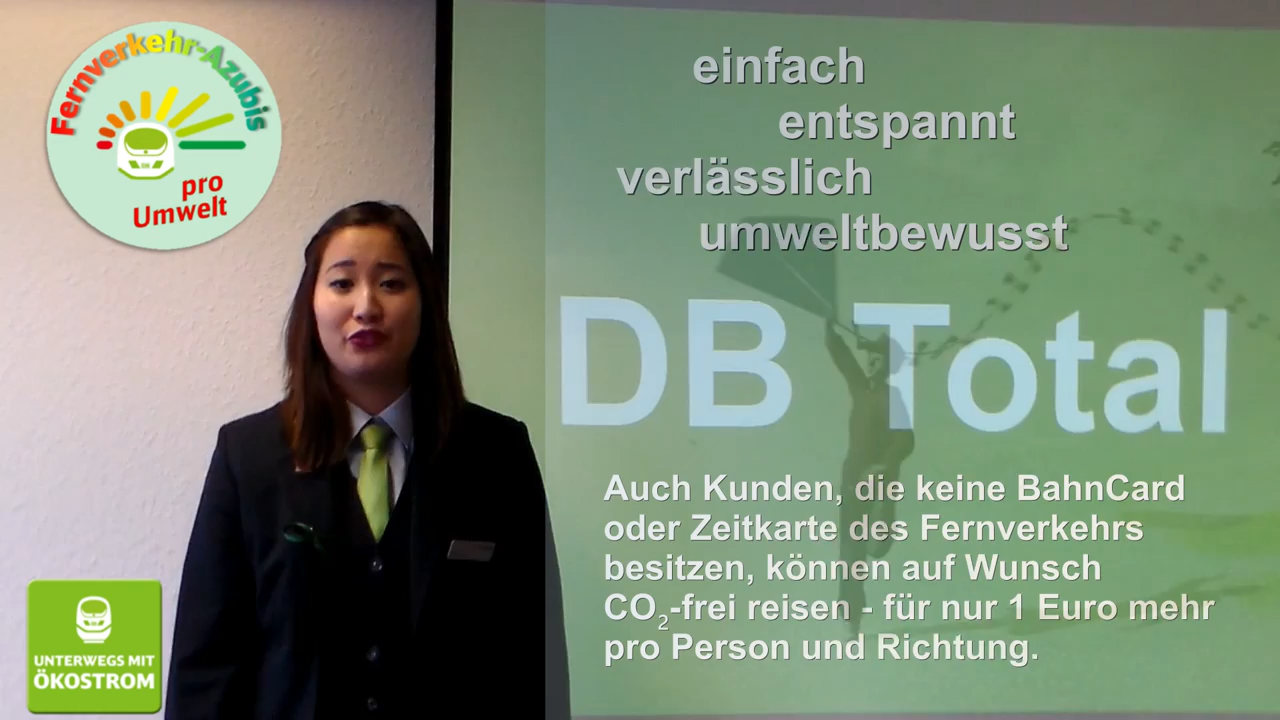 Fernverkehr-Azubis
pro
Umwelt
einfach
entspannt
verlässlich
umweltbewusst
DB Total
Auch Kunden, die keine BahnCard
oder Zeitkarte des Fernverkehrs
besitzen, können auf Wunsch
CO₂-frei reisen - für nur 1 Euro mehr
pro Person und Richtung.
UNTERWEGS MIT
ÖKOSTROM